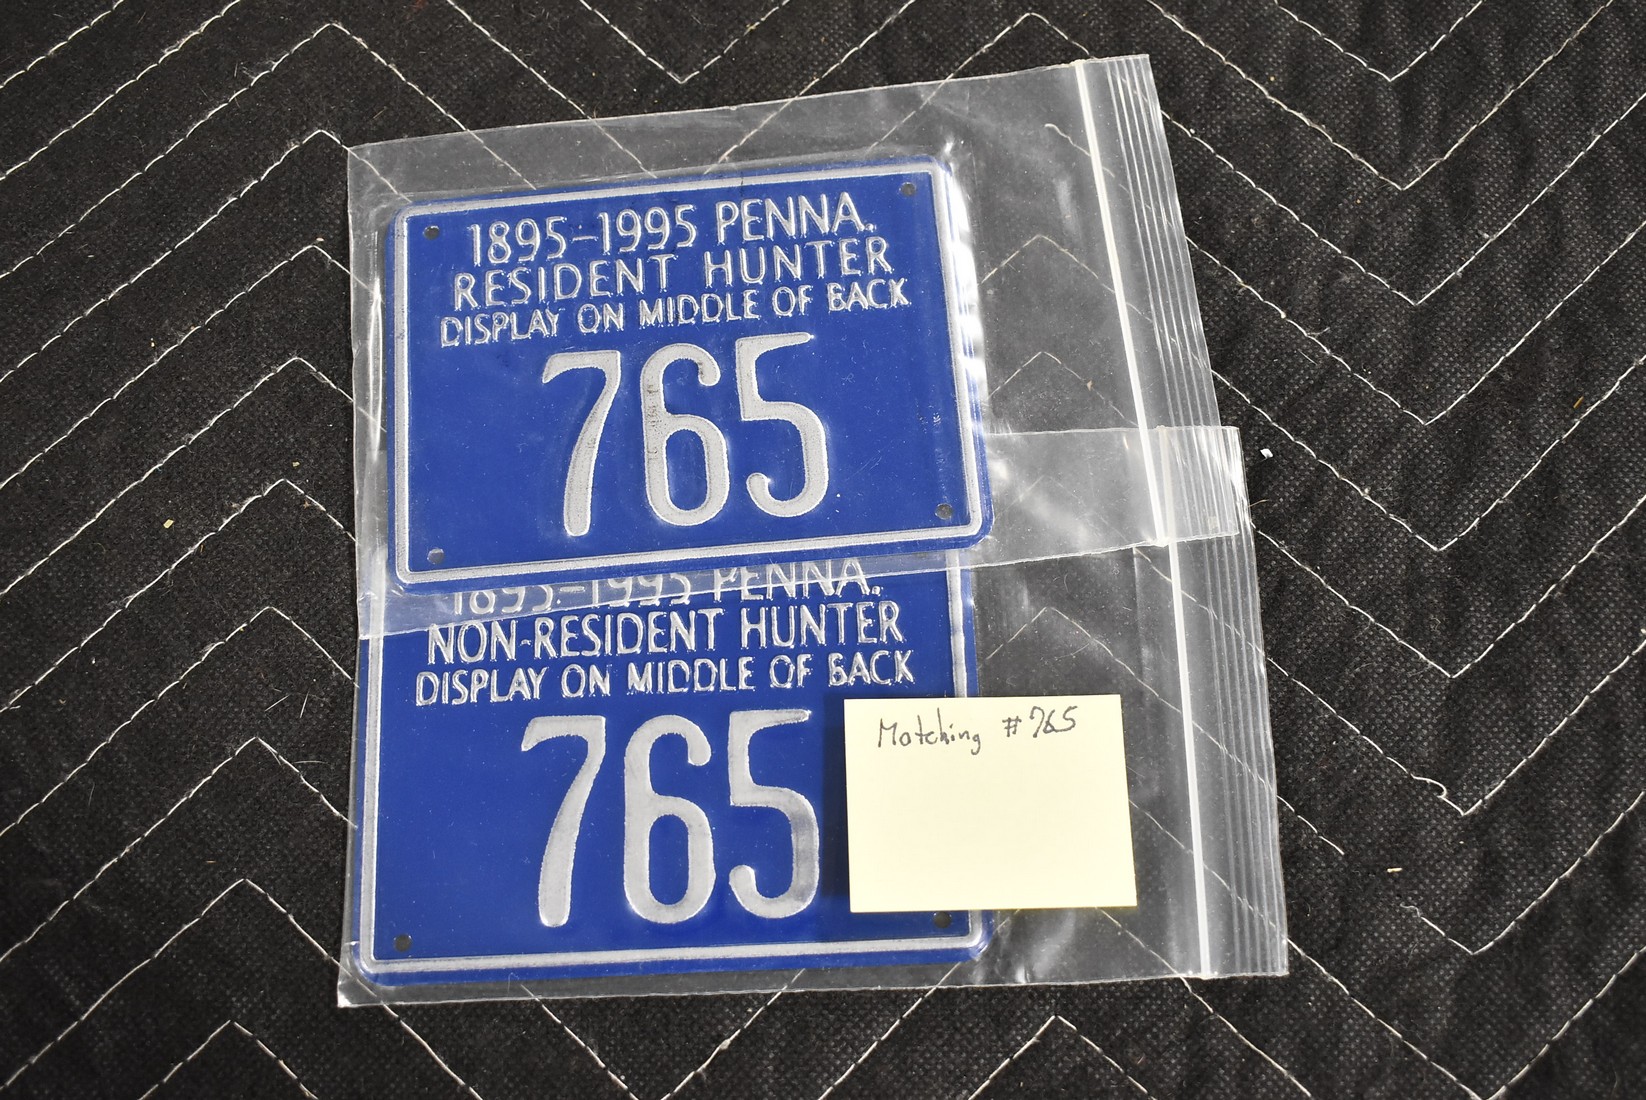 1895-1995 PENNA.
RESIDENT HUNTER
DISPLAY ON MIDDLE OF BACK
765
1895-1995 PENNA.
NON-RESIDENT HUNTER
DISPLAY ON MIDDLE OF BACK
765
Matching #765